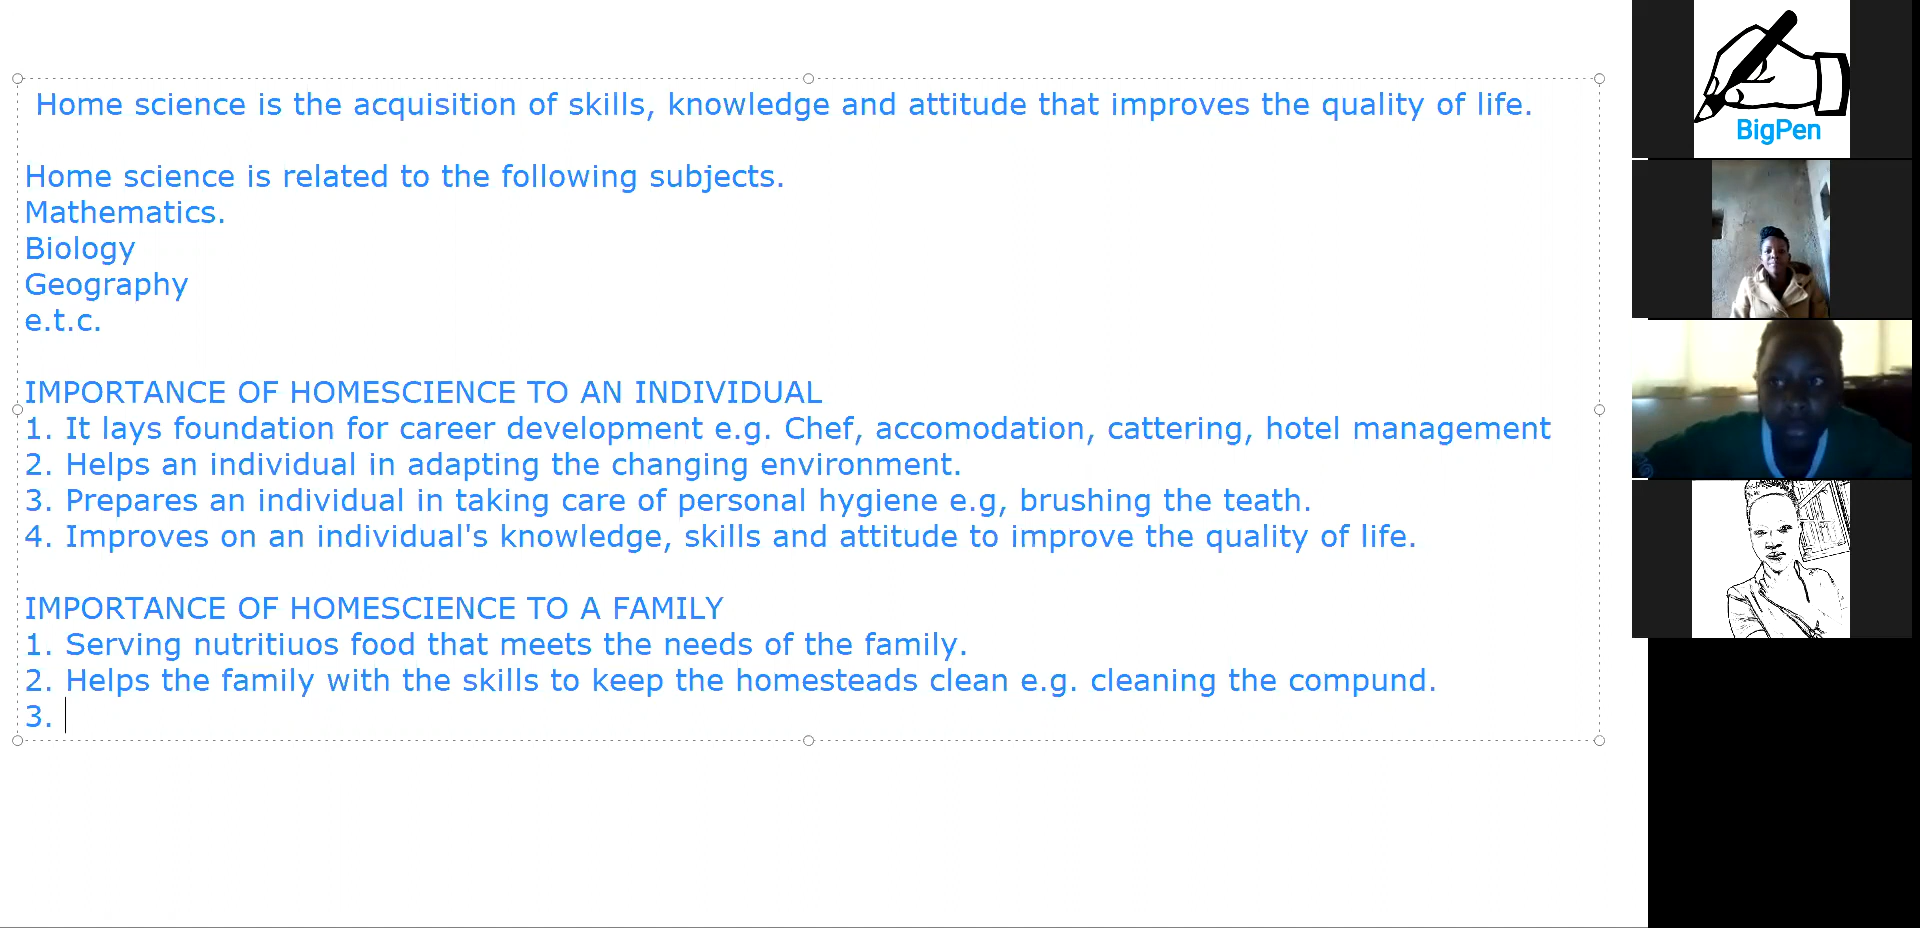 Home science is the acquisition of skills, knowledge and attitude that improves the quality of life.
Home science is related to the following subjects.
Mathematics.
Biology
Geography
e.t.c.
IMPORTANCE OF HOMESCIENCE TO AN INDIVIDUAL
1. It lays foundation for career development e.g. Chef, accomodation, cattering, hotel management
2. Helps an individual in adapting the changing environment.
3. Prepares an individual in taking care of personal hygiene e.g, brushing the teath.
4. Improves on an individual's knowledge, skills and attitude to improve the quality of life.
IMPORTANCE OF HOMESCIENCE TO A FAMILY
1. Serving nutritiuos food that meets the needs of the family.
2. Helps the family with the skills to keep the homesteads clean e.g. cleaning the compund.
3.
BigPen